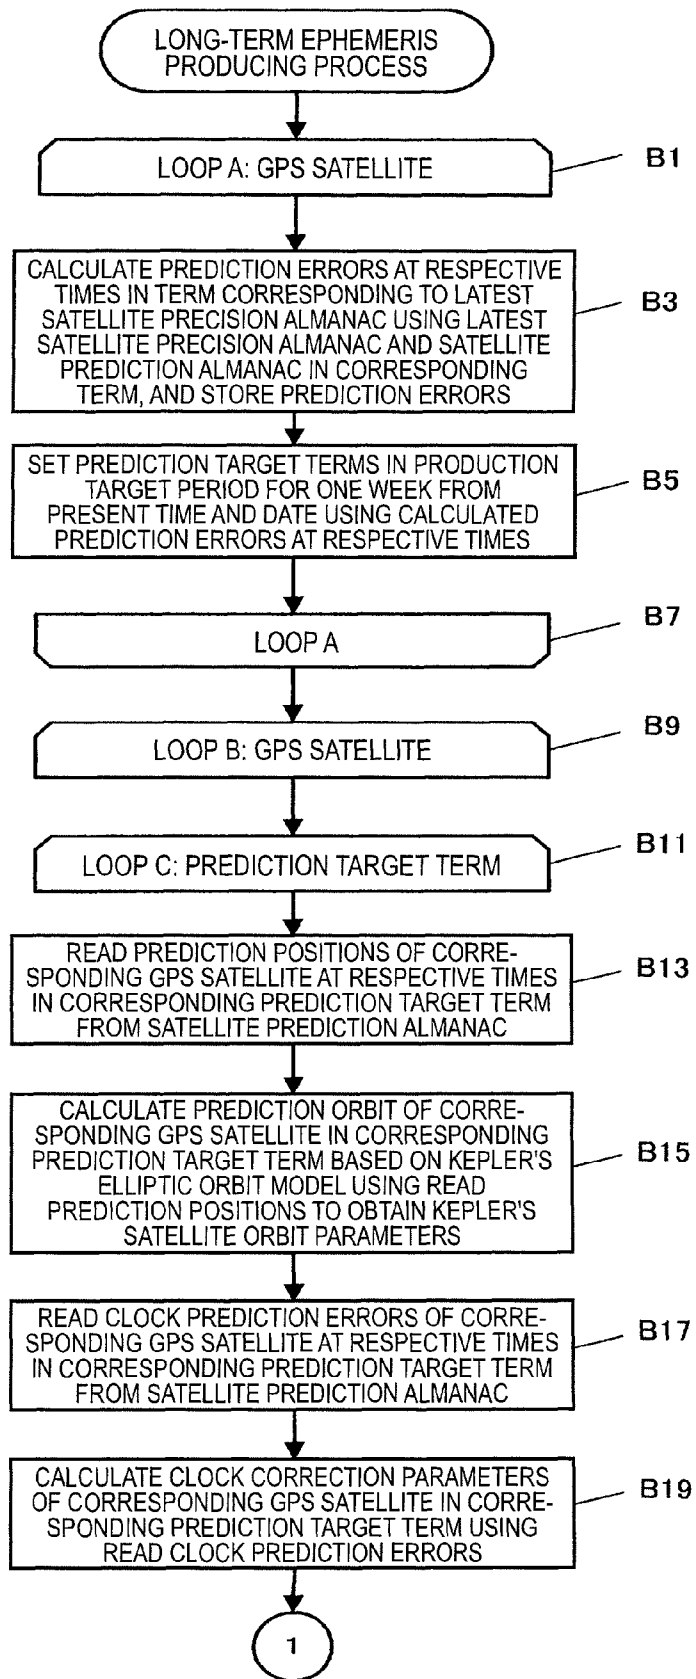 LONG-TERM EPHEMERIS
PRODUCING PROCESS
LOOP A: GPS SATELLITE
B1
CALCULATE PREDICTION ERRORS AT RESPECTIVE
TIMES IN TERM CORRESPONDING TO LATEST
SATELLITE PRECISION ALMANAC USING LATEST
SATELLITE PRECISION ALMANAC AND SATELLITE
PREDICTION ALMANAC IN CORRESPONDING
TERM, AND STORE PREDICTION ERRORS
B3
SET PREDICTION TARGET TERMS IN PRODUCTION
TARGET PERIOD FOR ONE WEEK FROM
PRESENT TIME AND DATE USING CALCULATED
PREDICTION ERRORS AT RESPECTIVE TIMES
B5
LOOP A
B7
LOOP B: GPS SATELLITE
B9
LOOP C: PREDICTION TARGET TERM
B11
READ PREDICTION POSITIONS OF CORRE-
SPONDING GPS SATELLITE AT RESPECTIVE TIMES
IN CORRESPONDING PREDICTION TARGET TERM
FROM SATELLITE PREDICTION ALMANAC
B13
CALCULATE PREDICTION ORBIT OF CORRE-
SPONDING GPS SATELLITE IN CORRESPONDING
PREDICTION TARGET TERM BASED ON KEPLER'S
ELLIPTIC ORBIT MODEL USING READ
PREDICTION POSITIONS TO OBTAIN KEPLER'S
SATELLITE ORBIT PARAMETERS
B15
READ CLOCK PREDICTION ERRORS OF CORRE-
SPONDING GPS SATELLITE AT RESPECTIVE TIMES
IN CORRESPONDING PREDICTION TARGET TERM
FROM SATELLITE PREDICTION ALMANAC
B17
CALCULATE CLOCK CORRECTION PARAMETERS
OF CORRESPONDING GPS SATELLITE IN CORRE-
SPONDING PREDICTION TARGET TERM USING
READ CLOCK PREDICTION ERRORS
B19
1